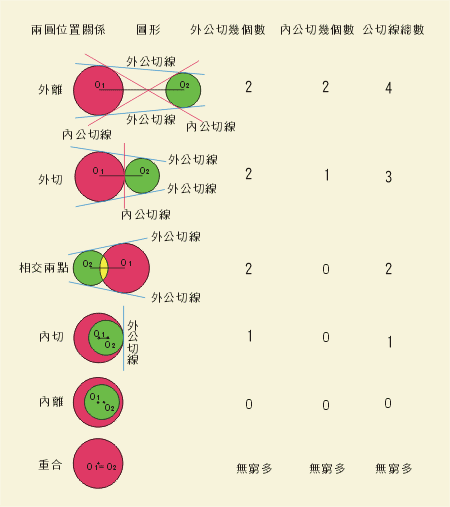 兩圓位置關係 圖形 外公切幾個數 內公切幾個數 公切線總數
外公切線
外離 O1 O2 2 2 4
外公切線
內公切線
外公切線
外切 O1 O2 2 1 3
外公切線
內公切線
外公切線
相交兩點 O2 O1 2 0 2
外公切線
內切 O1 O2 外公切線 1 0 1
內離 O1 O2 0 0 0
重合 O1=O2 無窮多 無窮多 無窮多